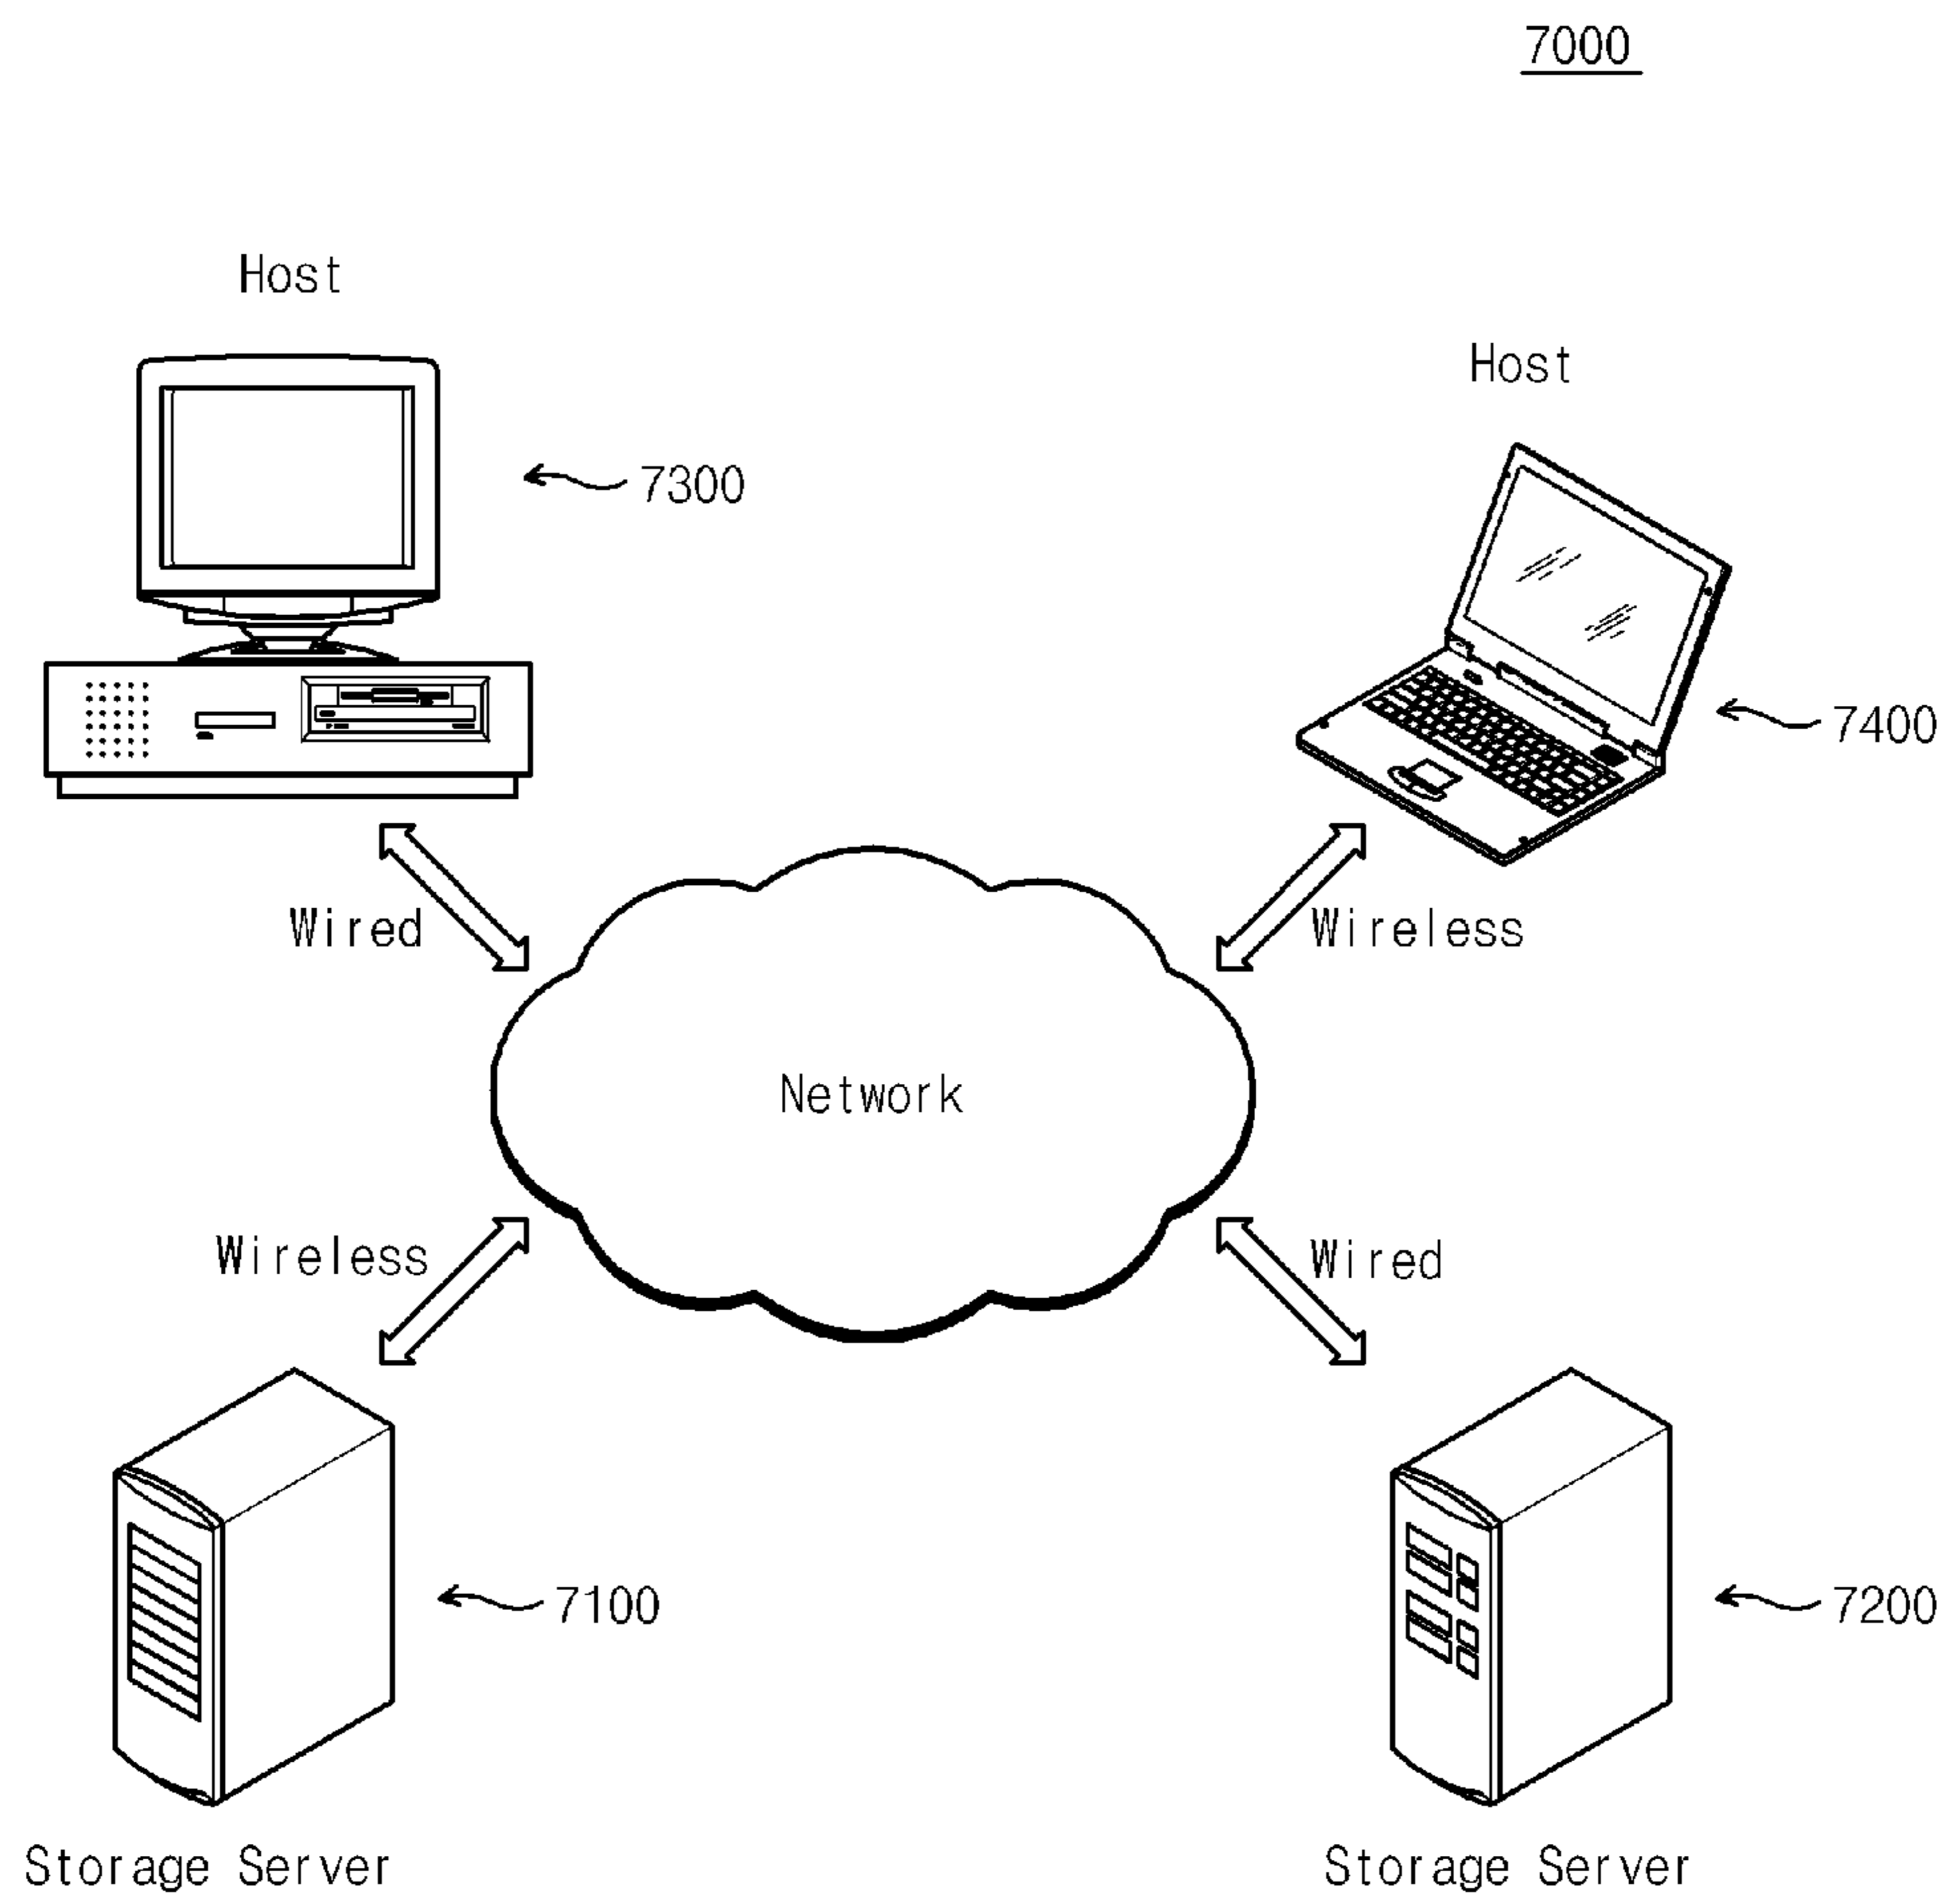 7000
Host
Host
7300
7400
Wired
Wireless
Network
Wireless
Wired
7100
7200
Storage Server
Storage Server